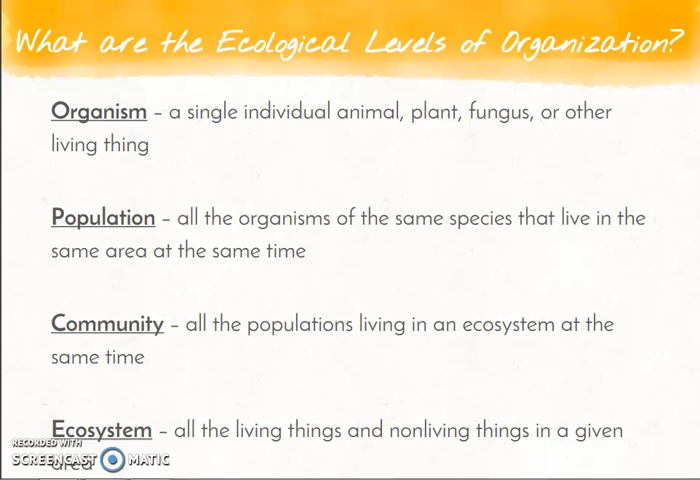 What are the Ecological Levels of Organization?
Organism – a single individual animal, plant, fungus, or other
living thing
Population – all the organisms of the same species that live in the
same area at the same time
Community – all the populations living in an ecosystem at the
same time
Ecosystem – all the living things and nonliving things in a given
area
RECORDED WITH
SCREENCAST MATIC